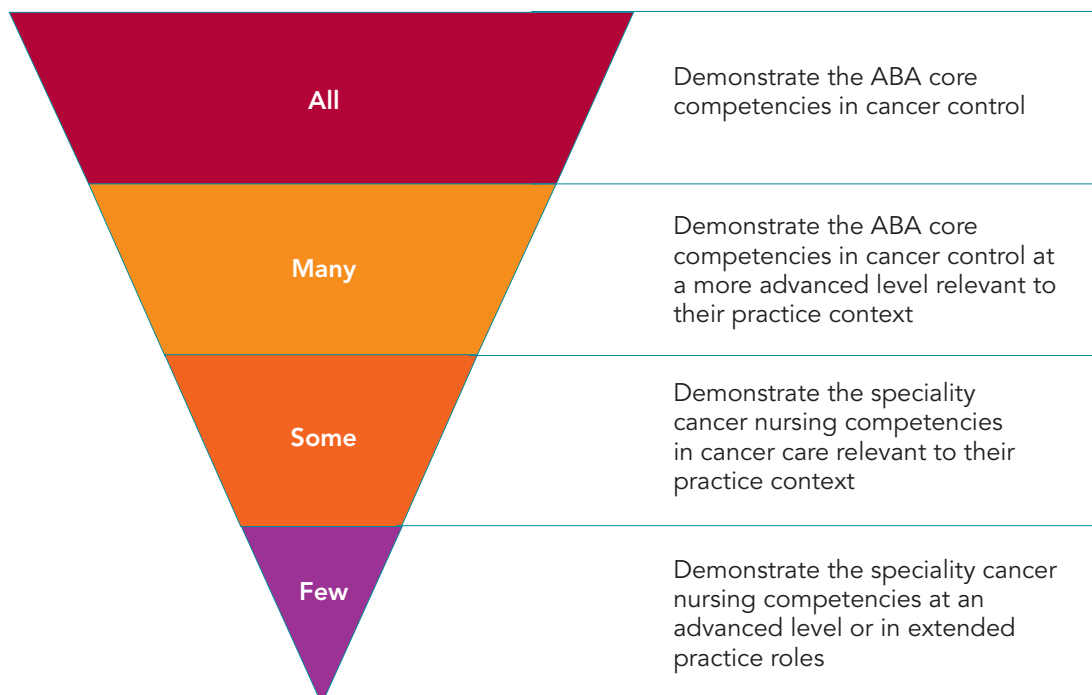 All
Demonstrate the ABA core
competencies in cancer control
Many
Demonstrate the ABA core
competencies in cancer control at
a more advanced level relevant to
their practice context
Some
Demonstrate the speciality
cancer nursing competencies
in cancer care relevant to their
practice context
Few
Demonstrate the speciality cancer
nursing competencies at an
advanced level or in extended
practice roles